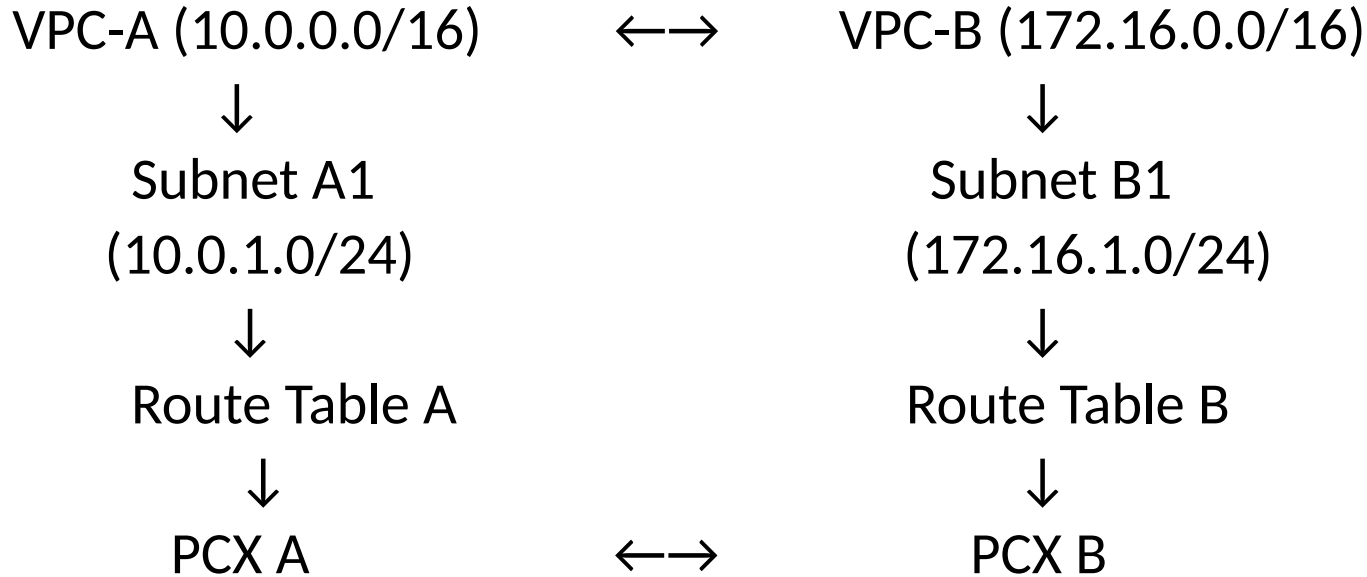 VPC-A (10.0.0.0/16) ←→ VPC-B (172.16.0.0/16)
↓ ↓
Subnet A1 Subnet B1
(10.0.1.0/24) (172.16.1.0/24)
↓ ↓
Route Table A Route Table B
↓ ↓
PCX A ←→ PCX B